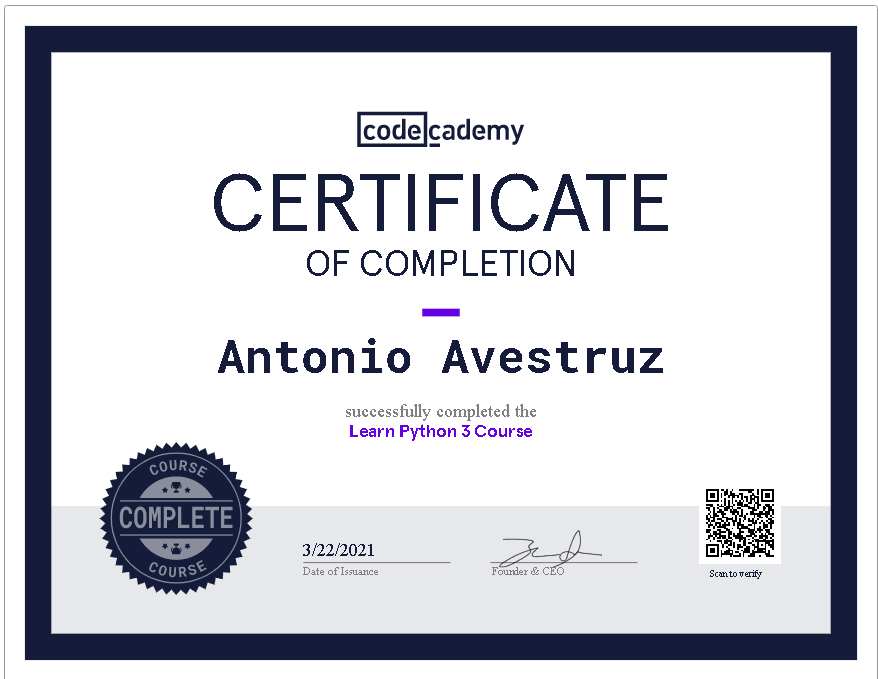 codecademy
CERTIFICATE
OF COMPLETION
Antonio Avestruz
successfully completed the
Learn Python 3 Course
COURSE
COMPLETE
COURSE
3/22/2021
Date of Issuance
Founder & CEO
Scan to verify